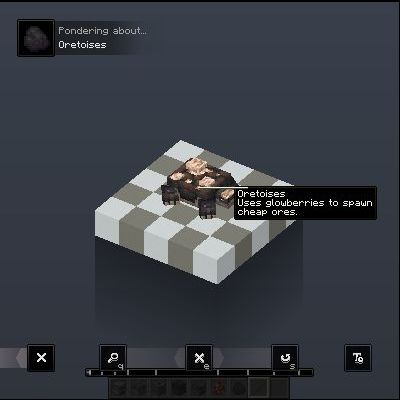 Pondering about...
Oretoises
Oretoises
Uses glowberries to spawn
cheap ores.
q
e
s